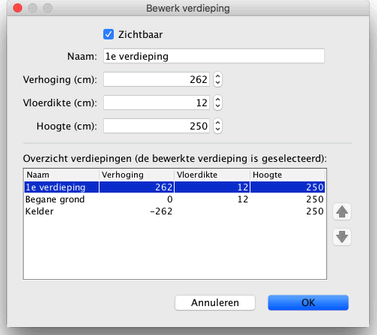 Bewerk verdieping
Zichtbaar
Naam: 1e verdieping
Verhoging (cm): 262
Vloerdikte (cm): 12
Hoogte (cm): 250
Overzicht verdiepingen (de bewerkte verdieping is geselecteerd):
Naam Verhoging Vloerdikte Hoogte
1e verdieping 262 12 250
Begane grond 0 12 250
Kelder -262 250
Annuleren OK